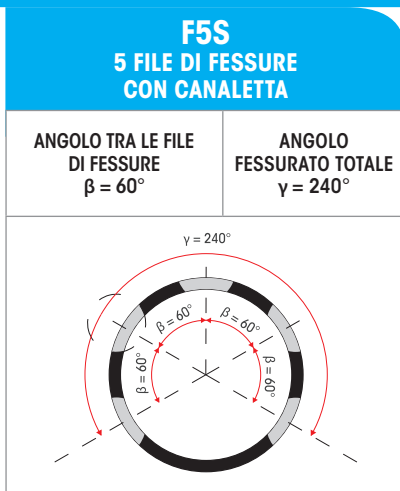 F5S
5 FILE DI FESSURE
CON CANALETTA
ANGOLO TRA LE FILE
DI FESSURE
β = 60°
ANGOLO
FESSURATO TOTALE
γ = 240°
γ = 240°
β = 60°
β = 60°
β = 60°
β = 60°